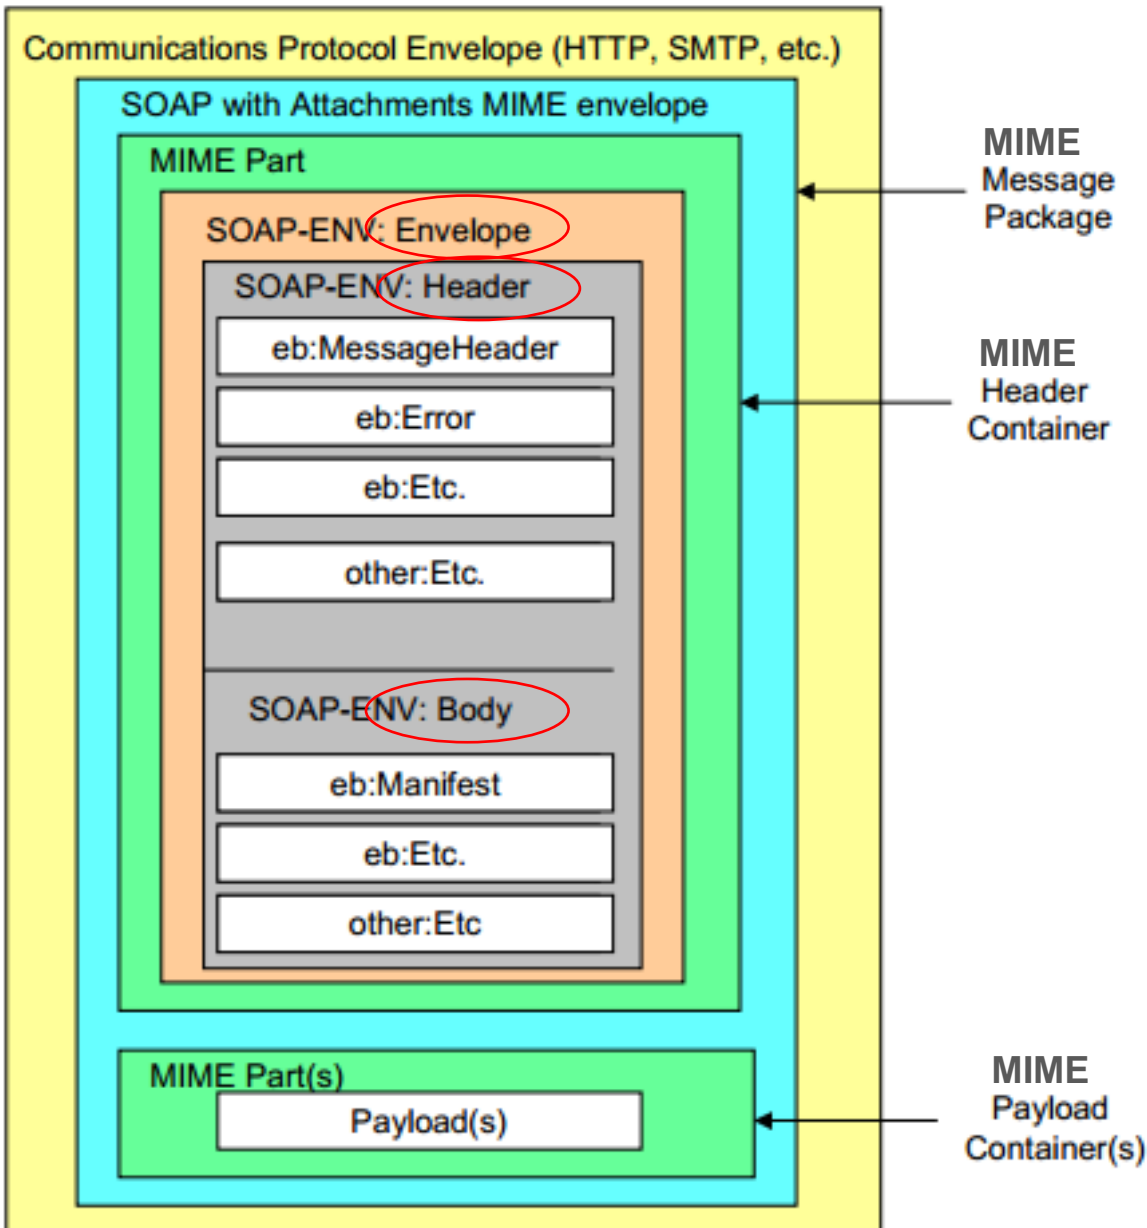 Communications Protocol Envelope (HTTP, SMTP, etc.)
SOAP with Attachments MIME envelope
MIME Part
SOAP-ENV: Envelope
SOAP-ENV: Header
eb:MessageHeader
eb:Error
eb:Etc.
other:Etc.
SOAP-ENV: Body
eb:Manifest
eb:Etc.
other:Etc
MIME Part(s)
Payload(s)
MIME
Message
Package
MIME
Header
Container
MIME
Payload
Container(s)